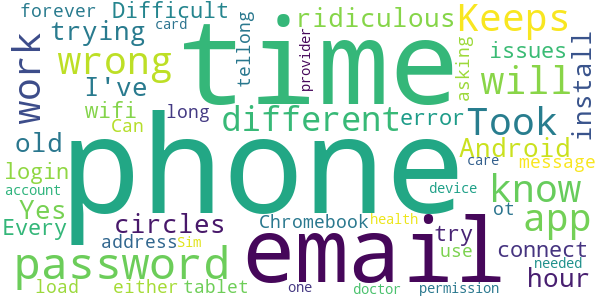 forever
card
Difficult
ridiculous
Keeps
trying
time
tellong
provider
asking
issues
install
work
wrong
I've
will
wifi
Can
long
different
error
Took
Android
old
phone
login
care
message
account
Yes
device
know
Every
circles
Chromebook
health
ot
app
address
Sim
email
try
use
connect
password
hour
needed
load
either
tablet
one
doctor
permission